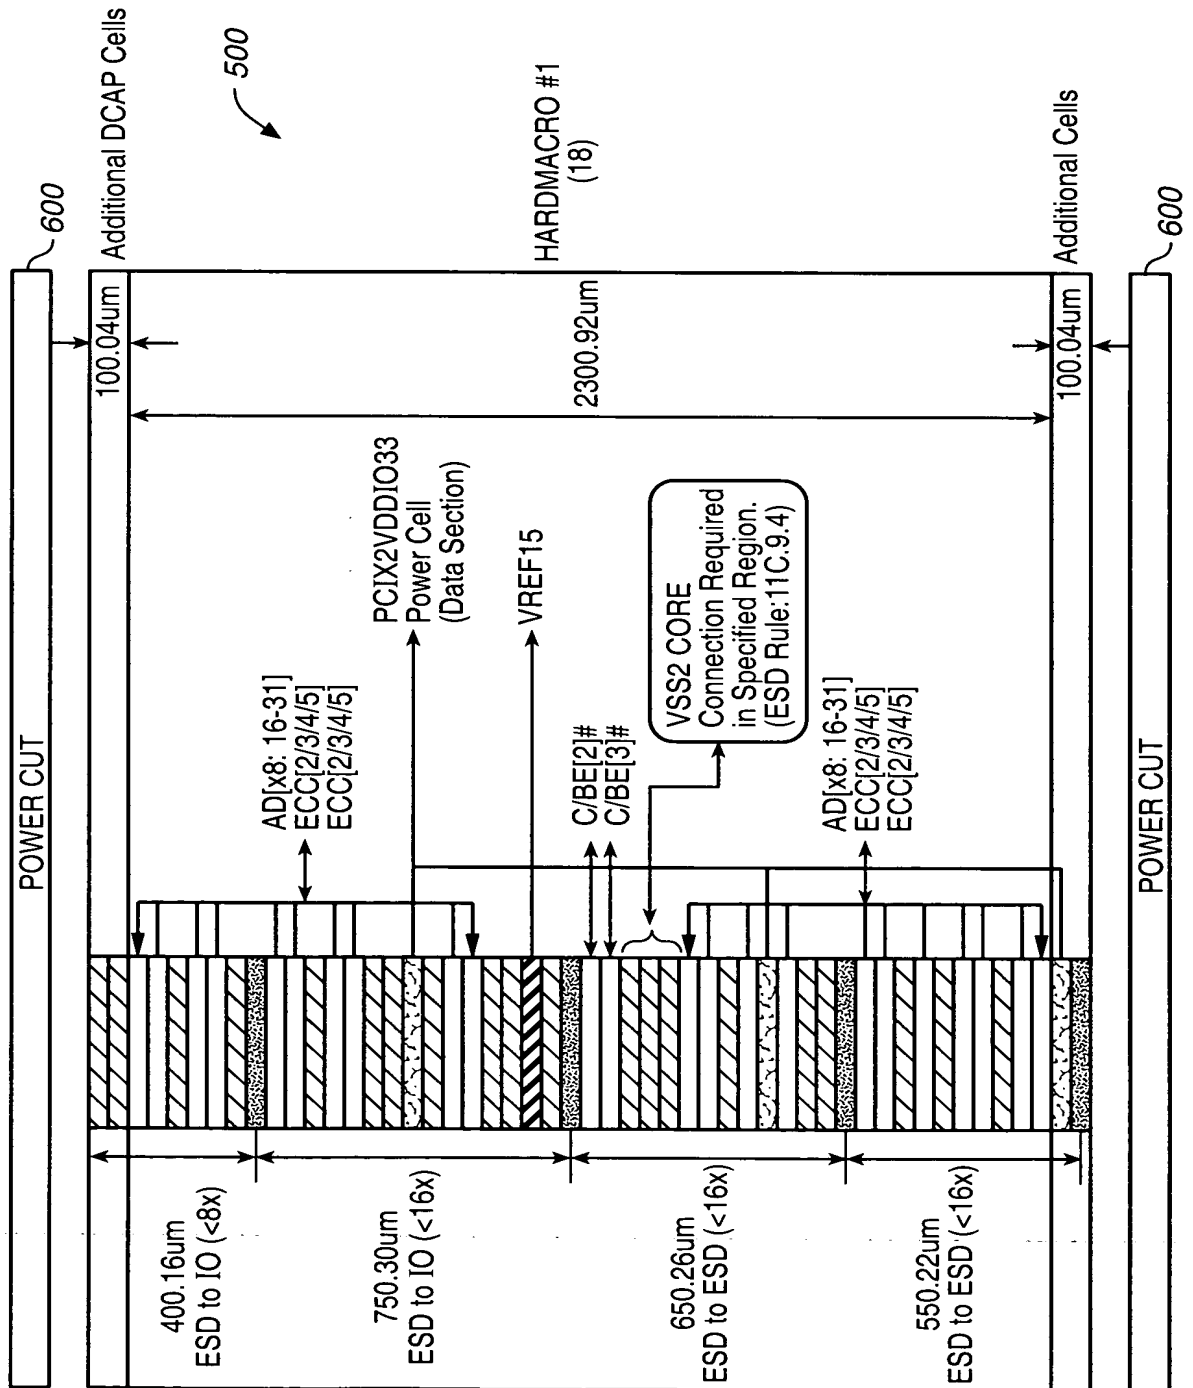 POWER CUT
600
100.04um
Additional DCAP Cells
500
400.16um
ESD to IO (<8x)
AD[x8: 16-31]
ECC[2/3/4/5]
ECC[2/3/4/5]
750.30um
ESD to IO (<16x)
PCIX2VDDIO33
Power Cell
(Data Section)
VREF15
2300.92um
HARDMACRO #1
(18)
C/BE[2]#
C/BE[3]#
VSS2 CORE
Connection Required
in Specified Region.
(ESD Rule:11C.9.4)
650.26um
ESD to ESD (<16x)
AD[x8: 16-31]
ECC[2/3/4/5]
ECC[2/3/4/5]
550.22um
ESD to ESD (<16x)
100.04um
Additional Cells
POWER CUT
600